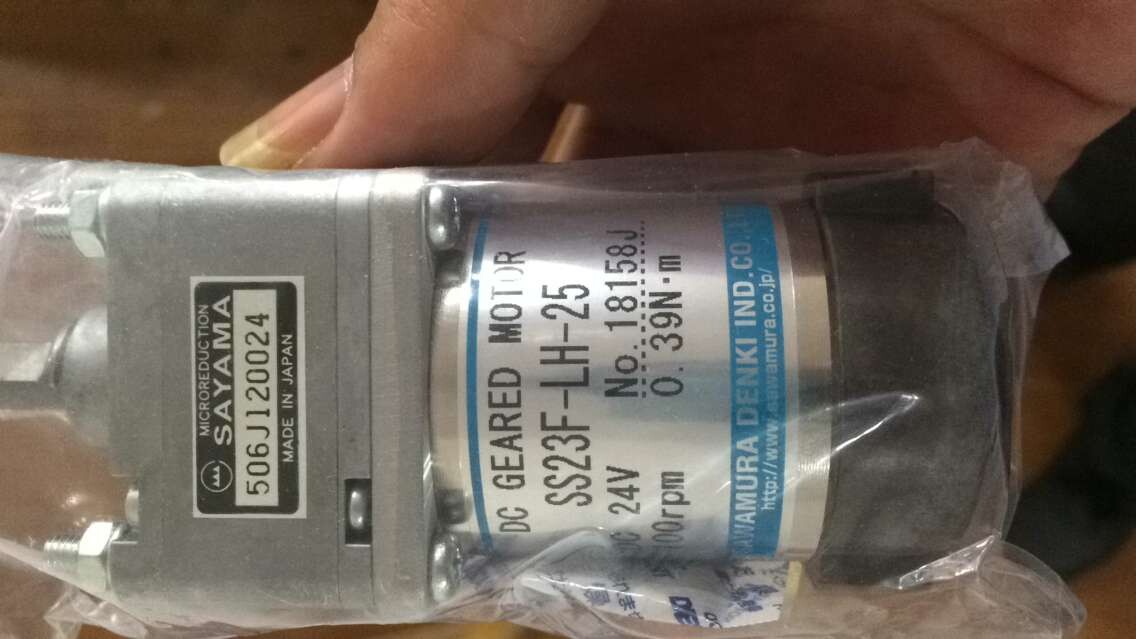 MICROREDUCTION
SAYAMA
506J120024
MADE IN JAPAN
DC GEARED MOTOR
SS23F-LH-25
24V No. 18158J
00rpm 0. 39N·m
AWAMURA DENKI IND.CO.
http://www.sawamura.co.jp/